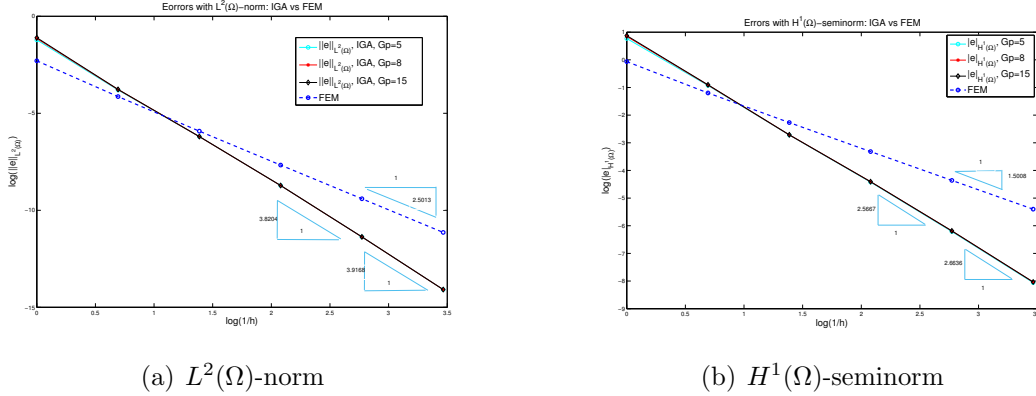 Eorrors with L²(Ω)−norm: IGA vs FEM
||e||_{L²(Ω)}, IGA, Gp=5
||e||_{L²(Ω)}, IGA, Gp=8
||e||_{L²(Ω)}, IGA, Gp=15
FEM
0
−5
−10
−15
log(||e||_{L²(Ω)})
1
2.5013
3.8204
1
3.9168
1
0
0.5
1
1.5
2
2.5
3
3.5
log(1/h)
(a) L²(Ω)-norm
Errors with H¹(Ω)−seminorm: IGA vs FEM
|e|_{H¹(Ω)}, Gp=5
|e|_{H¹(Ω)}, Gp=8
|e|_{H¹(Ω)}, Gp=15
FEM
2
1
0
−1
−2
−3
−4
−5
−6
−7
−8
−9
log(|e|_{H¹(Ω)})
1
1.5008
2.5667
1
2.6636
1
0
0.5
1
1.5
2
2.5
3
3.5
log(1/h)
(b) H¹(Ω)-seminorm